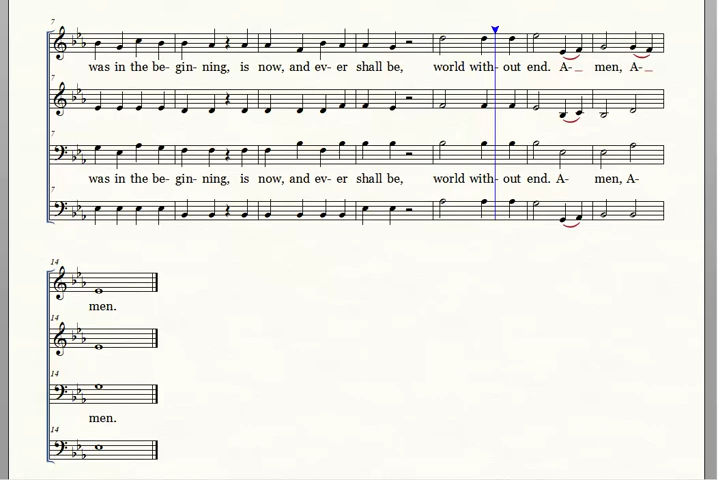 7
was in the be- gin- ning, is now, and ev- er shall be, world with- out end. A- _ men, A- _
7
7
was in the be- gin- ning, is now, and ev- er shall be, world with- out end. A- men, A-
7
14
men.
14
14
men.
14